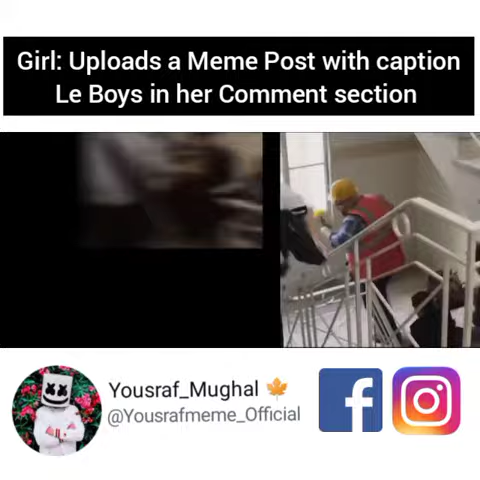 Girl: Uploads a Meme Post with caption
Le Boys in her Comment section
Yousraf_Mughal 🍁
@Yousrafmeme_Official